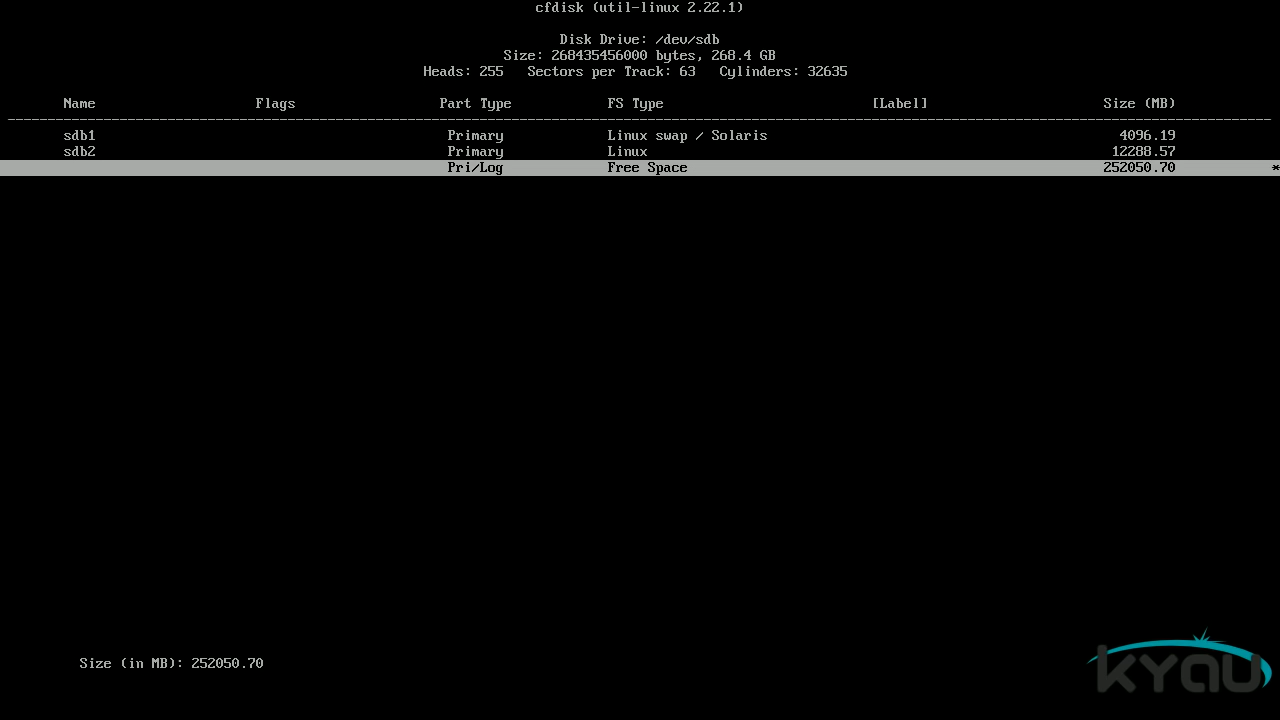 cfdisk (util-linux 2.22.1)
Disk Drive: /dev/sdb
Size: 268435456000 bytes, 268.4 GB
Heads: 255   Sectors per Track: 63   Cylinders: 32635
Name   Flags   Part Type   FS Type   [Label]   Size (MB)
sdb1   Primary   Linux swap / Solaris   4096.19
sdb2   Primary   Linux   12288.57
Pri/Log   Free Space   252050.70   *
Size (in MB): 252050.70
kyau